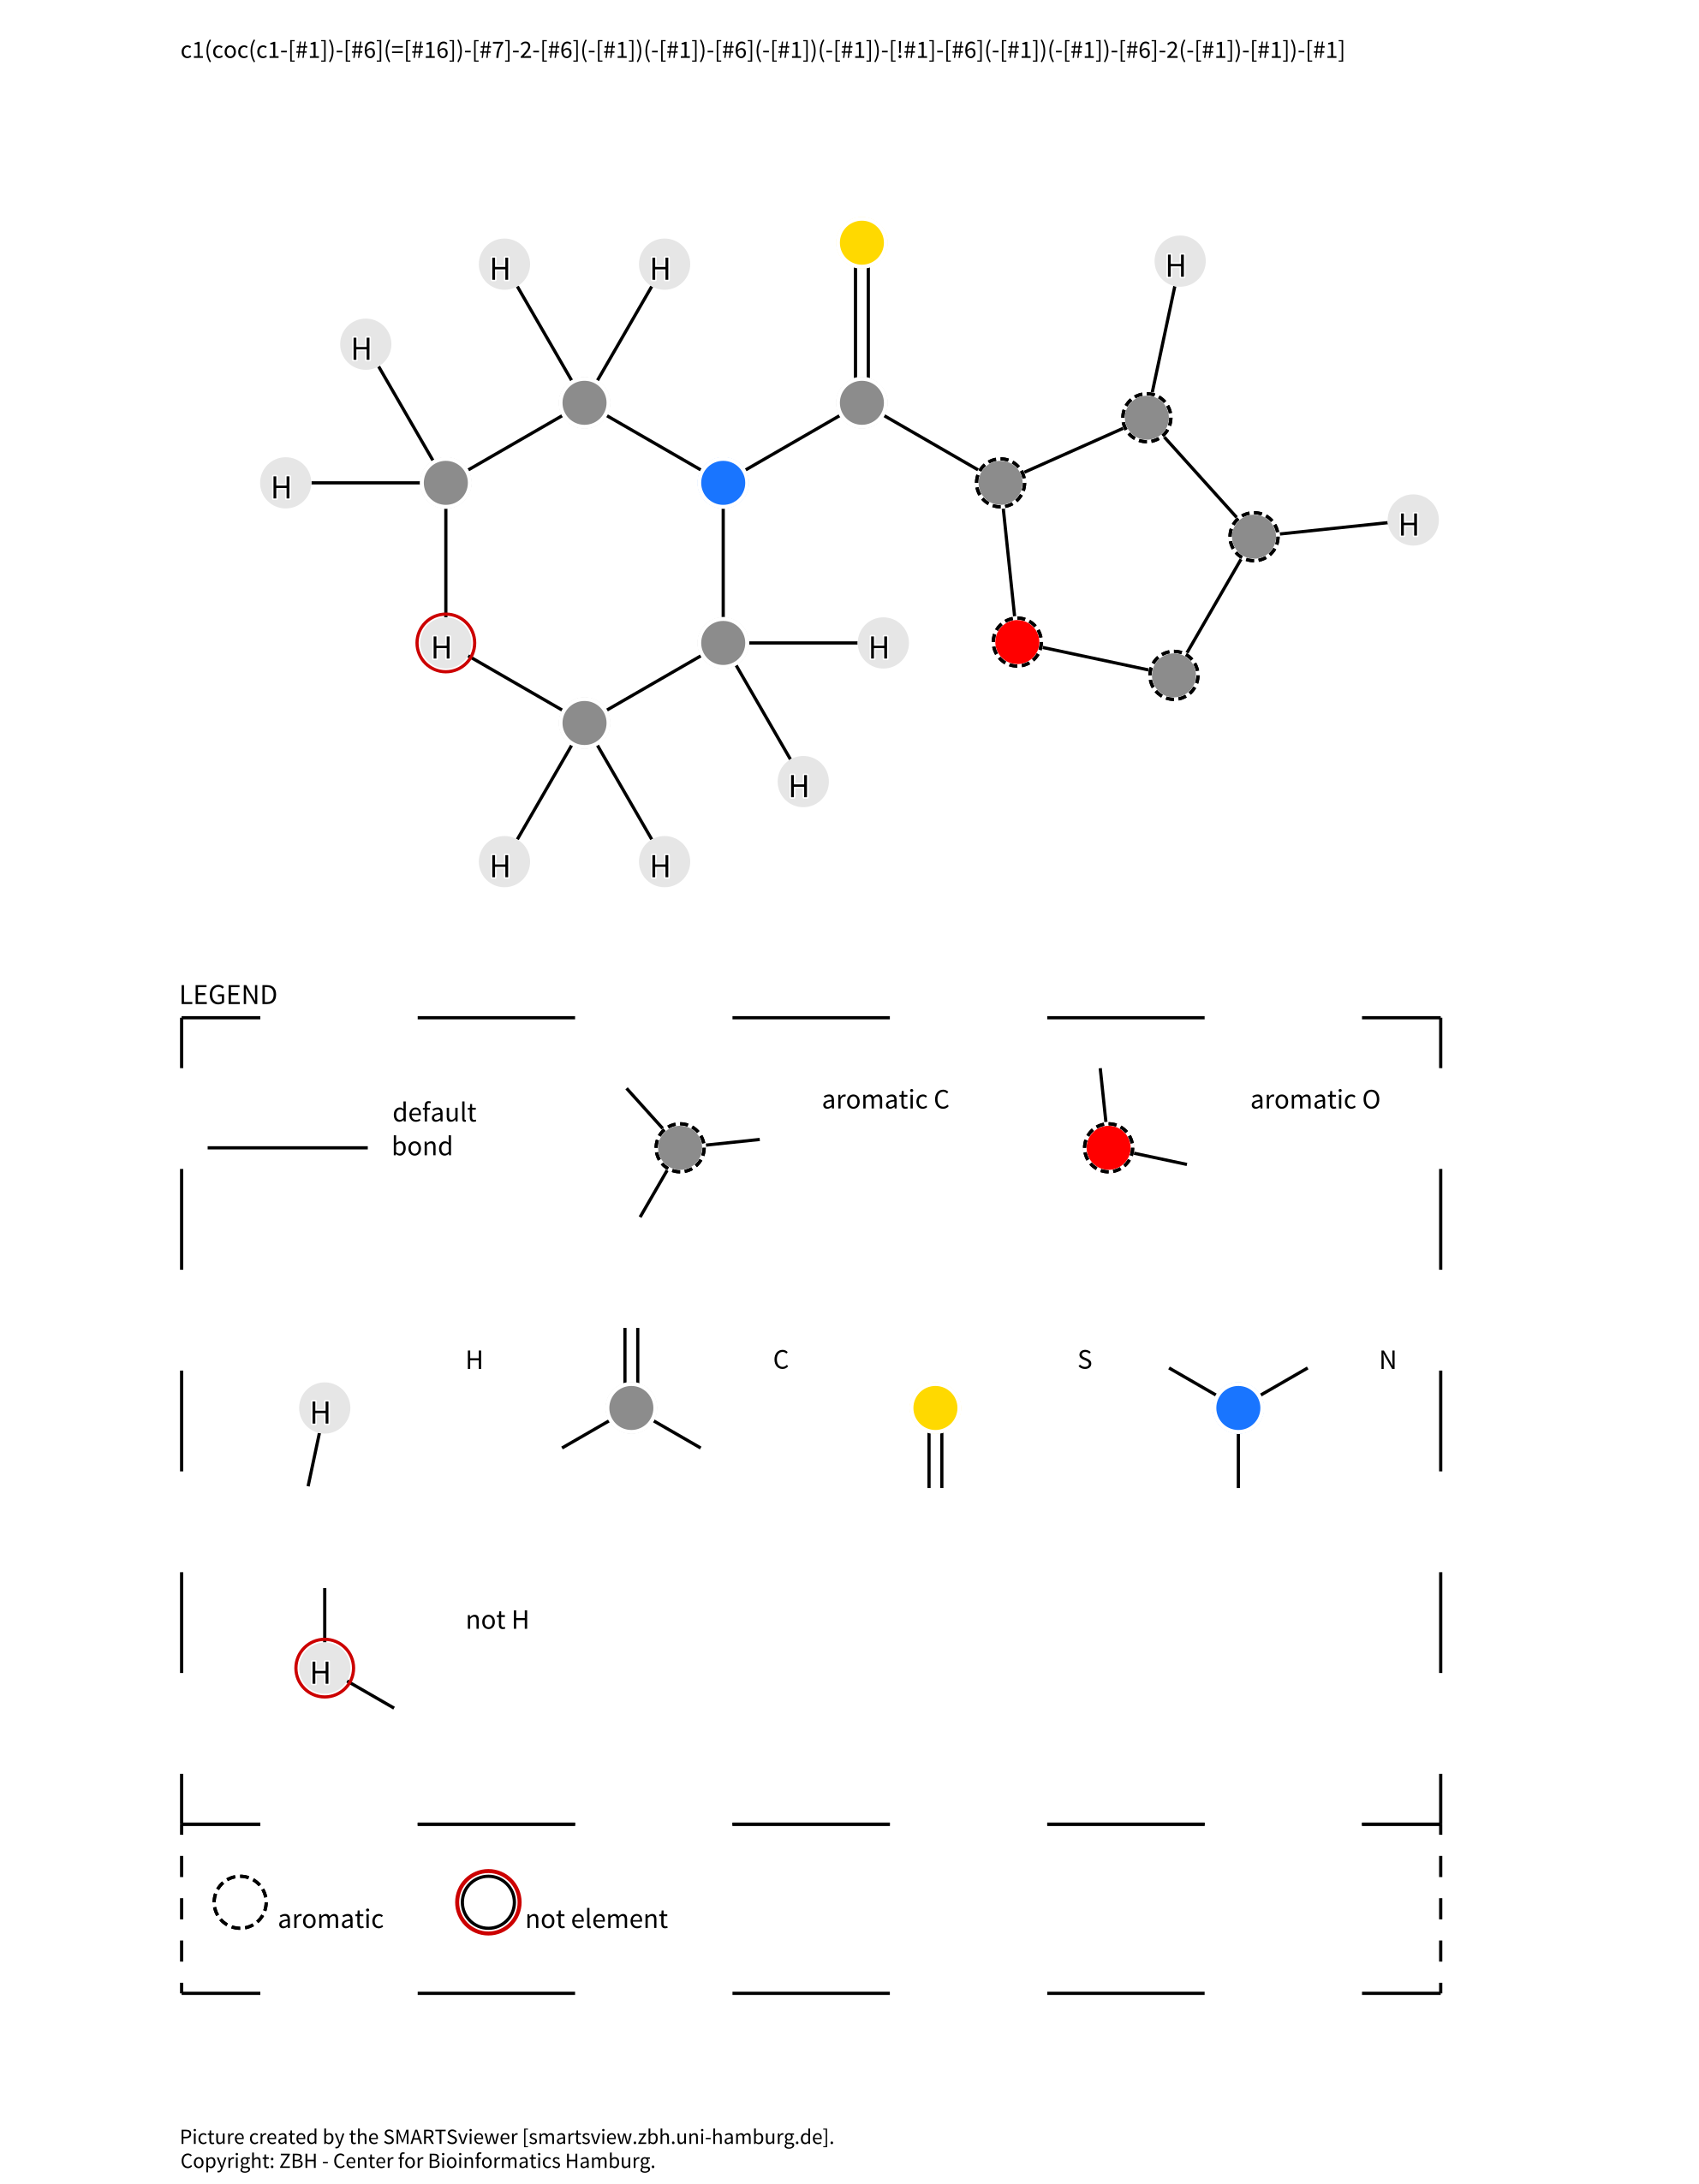 c1(coc(c1-[#1])-[#6](=[#16])-[#7]-2-[#6](-[#1])(-[#1])-[#6](-[#1])(-[#1])-[!#1]-[#6](-[#1])(-[#1])-[#6]-2(-[#1])-[#1])-[#1]
H H H
H
H H
H H
H
H H
LEGEND
default bond
aromatic C
aromatic O
H H C S N
H not H
aromatic not element
Picture created by the SMARTSviewer [smartsview.zbh.uni-hamburg.de].
Copyright: ZBH - Center for Bioinformatics Hamburg.